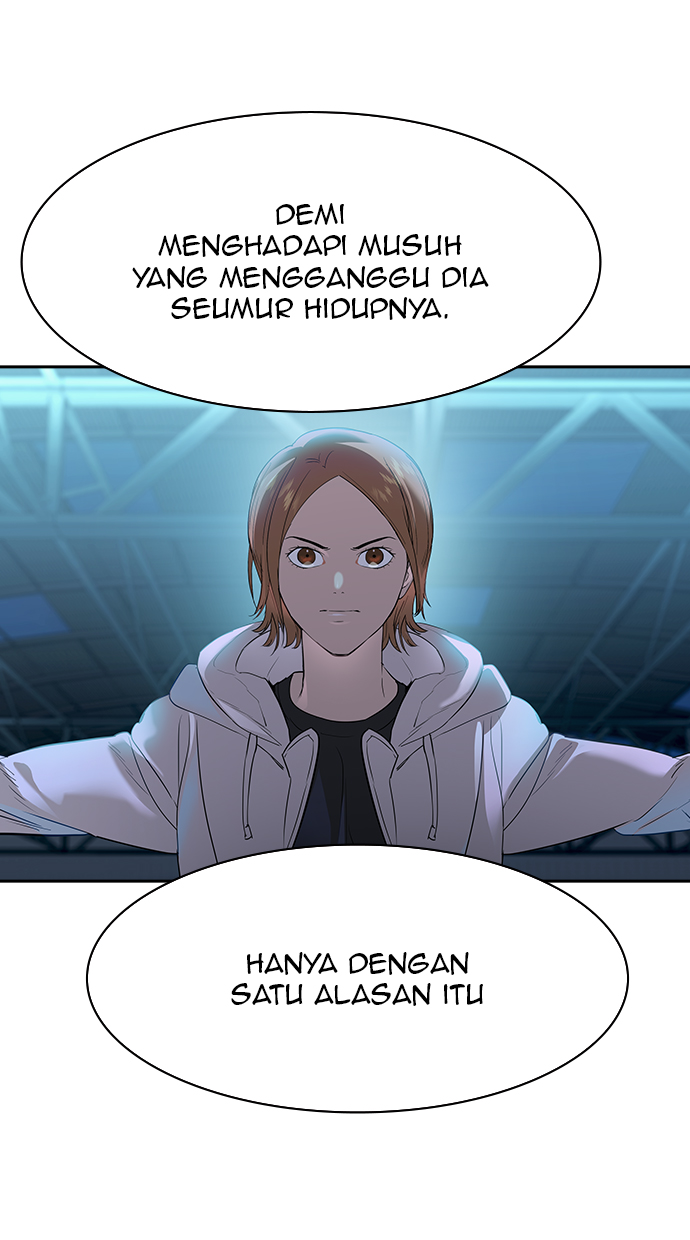 DEMI
MENGHADAPI MUSUH
YANG MENGGANGGU DIA
SEUMUR HIDUPNYA.
HANYA DENGAN
SATU ALASAN ITU